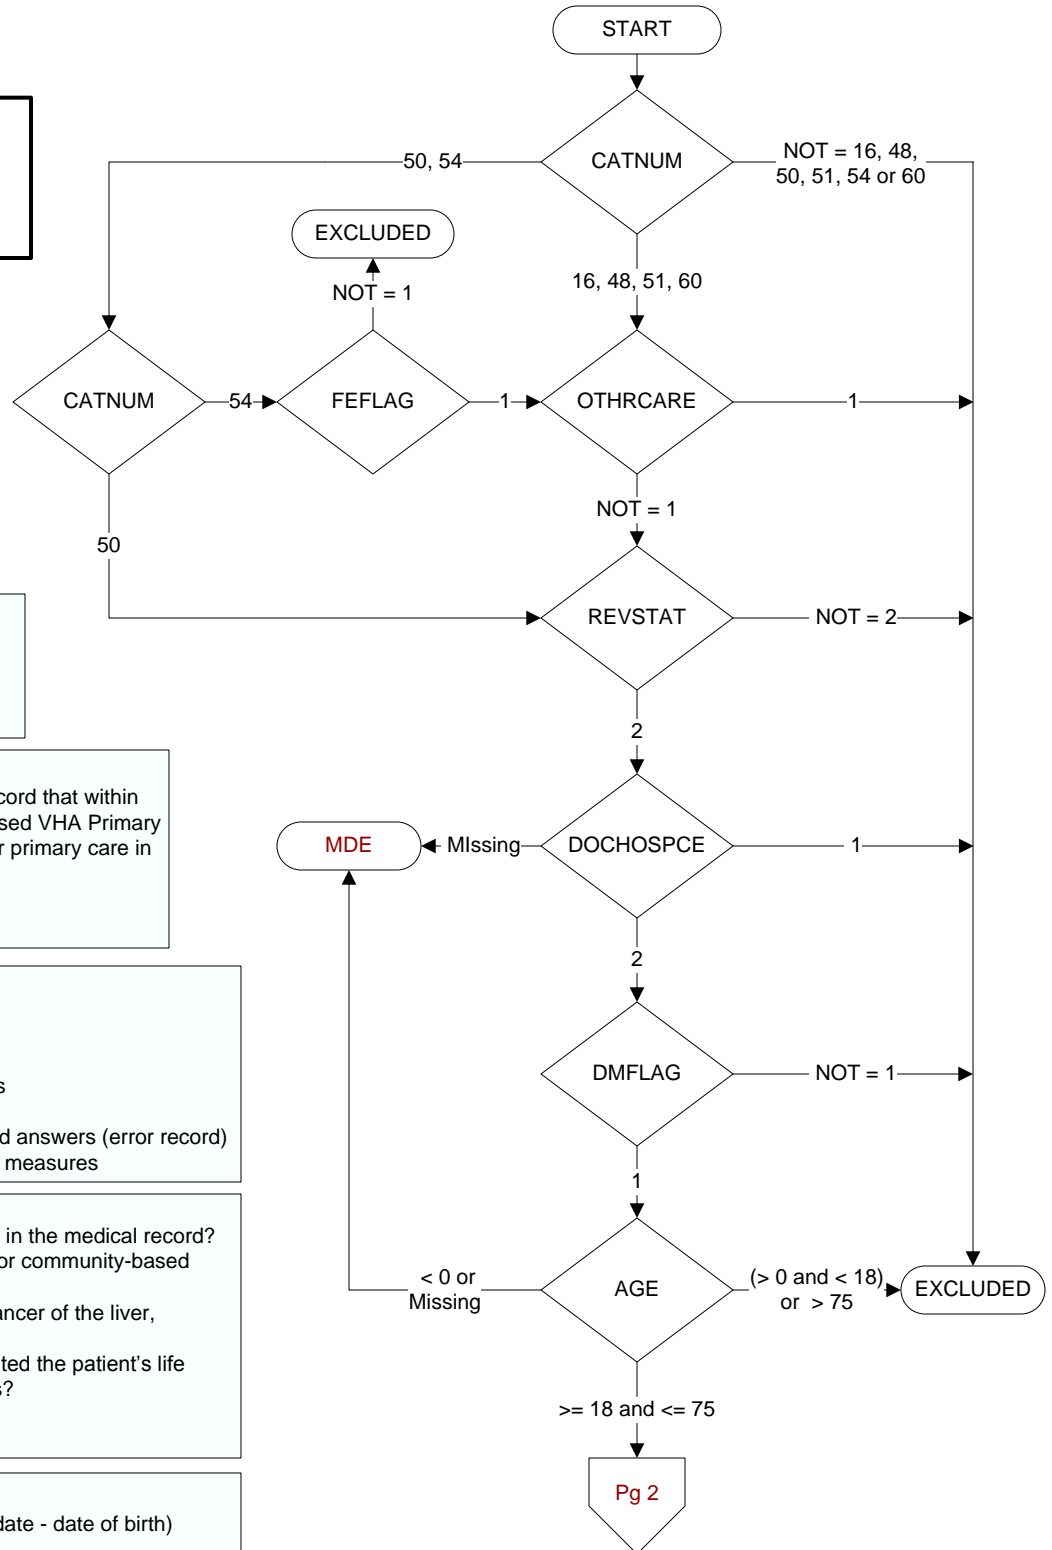 START
CATNUM
50, 54
NOT = 16, 48,
50, 51, 54 or 60
EXCLUDED
NOT = 1
16, 48, 51, 60
CATNUM
54
FEFLAG
1
OTHRCARE
1
NOT = 1
50
REVSTAT
NOT = 2
2
cord that within
sed VHA Primary
r primary care in
MDE
MIssing
DOCHOSPCE
1
2
s
d answers (error record)
measures
DMFLAG
NOT = 1
1
in the medical record?
or community-based
ancer of the liver,
ted the patient's life
s?
< 0 or
Missing
AGE
(> 0 and < 18)
or > 75
EXCLUDED
>= 18 and <= 75
Pg 2
date - date of birth)